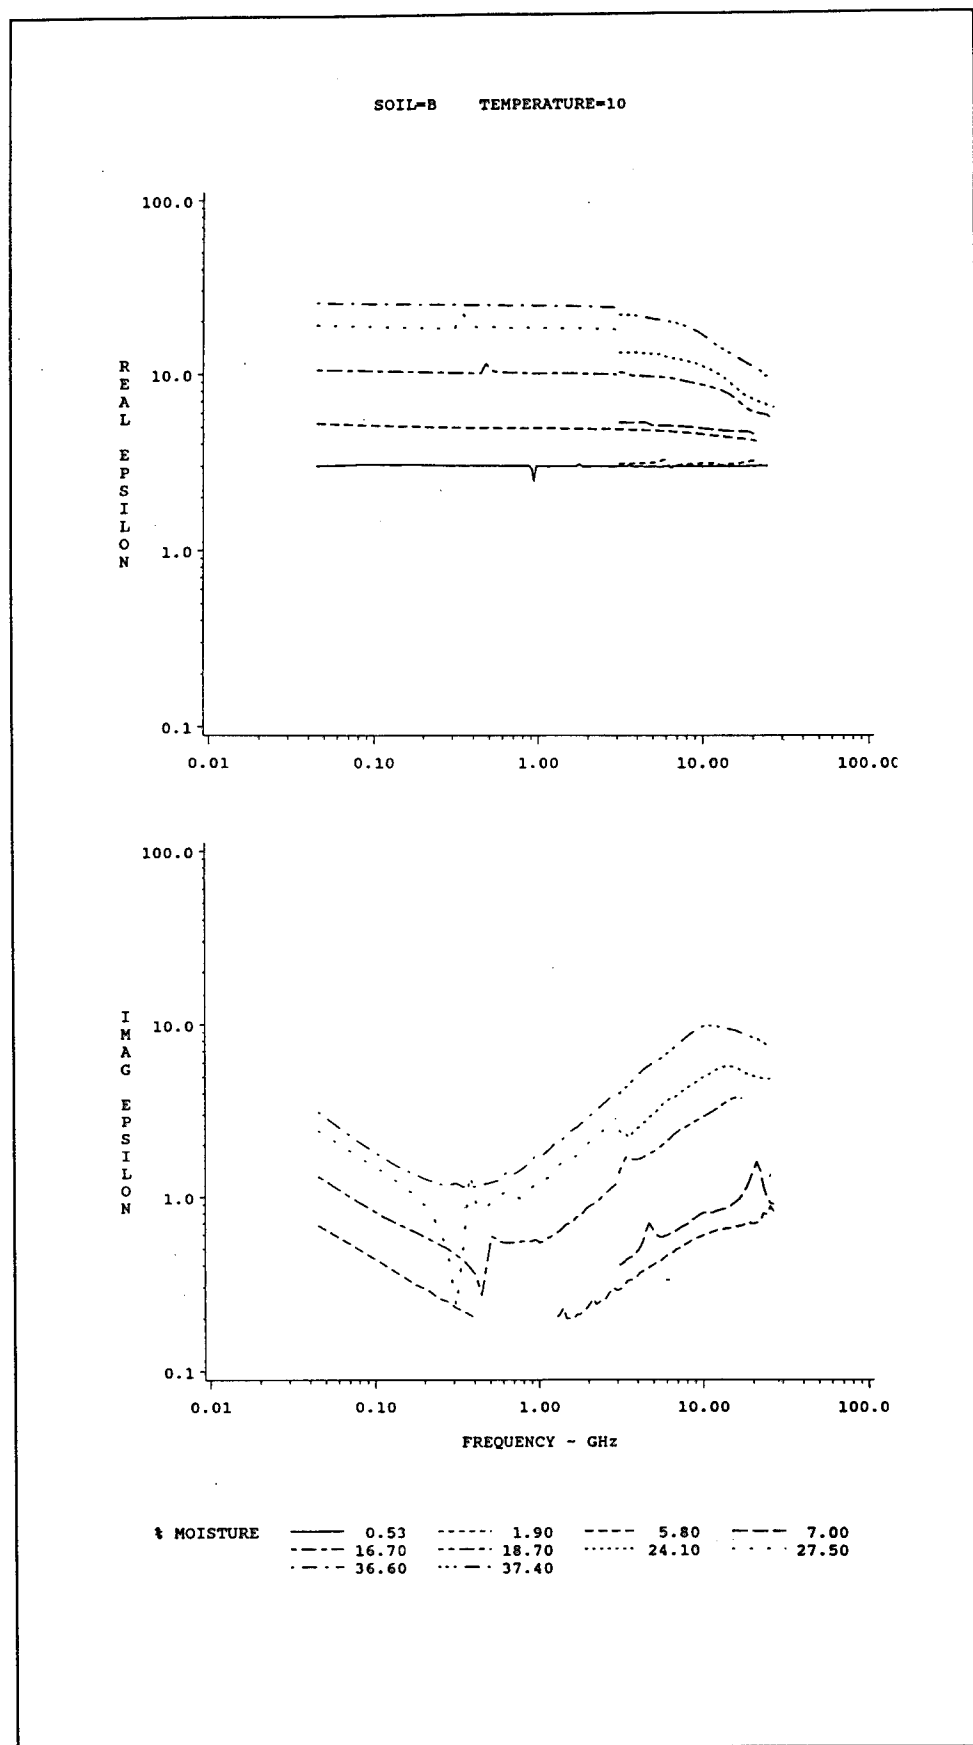 SOIL=B TEMPERATURE=10
REAL EPSILON
100.0
10.0
1.0
0.1
0.01 0.10 1.00 10.00 100.0C
IMAG EPSILON
100.0
10.0
1.0
0.1
0.01 0.10 1.00 10.00 100.0
FREQUENCY - GHz
% MOISTURE 0.53 1.90 5.80 7.00
16.70 18.70 24.10 27.50
36.60 37.40